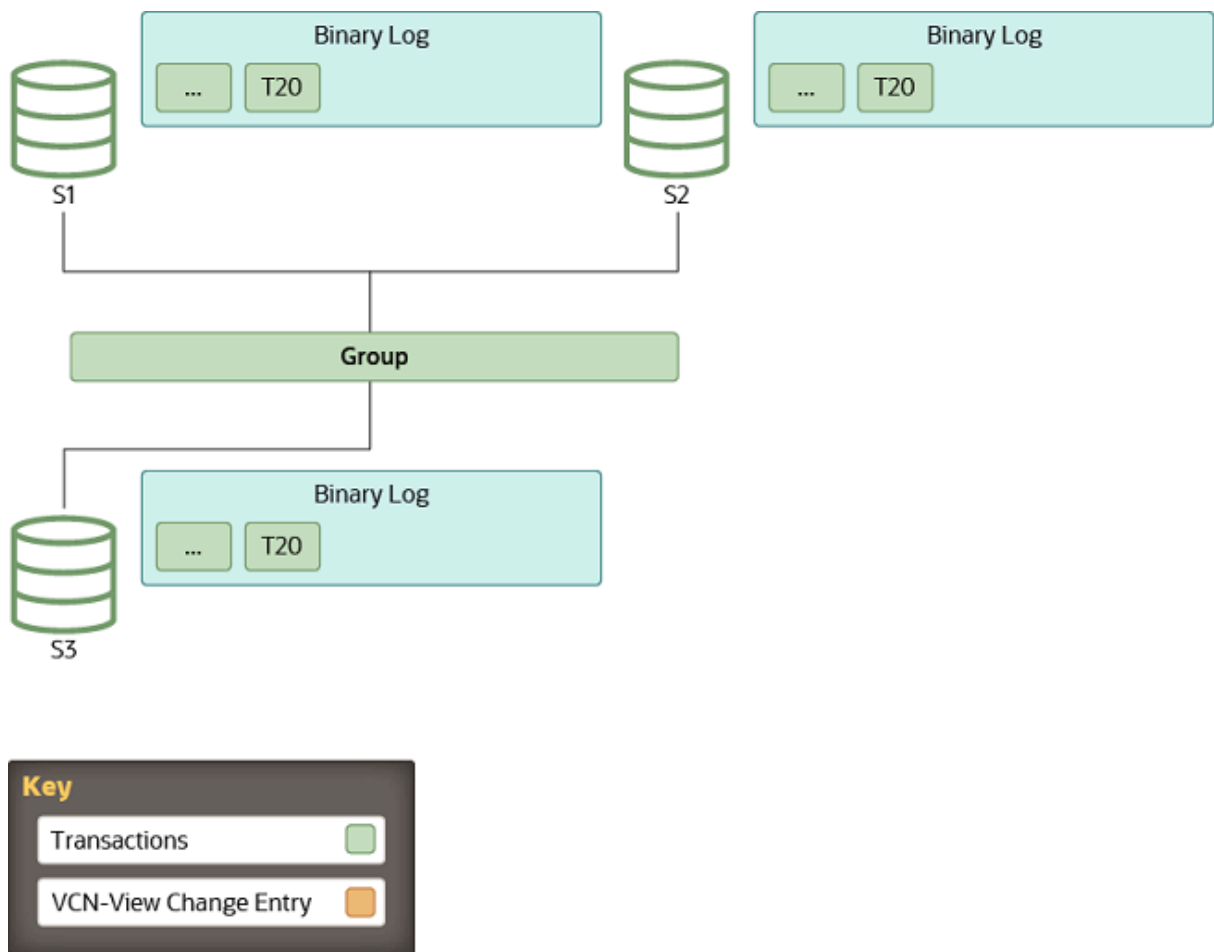 Binary Log
... T20
S1
Binary Log
... T20
S2
Group
Binary Log
... T20
S3
Key
Transactions
VCN-View Change Entry